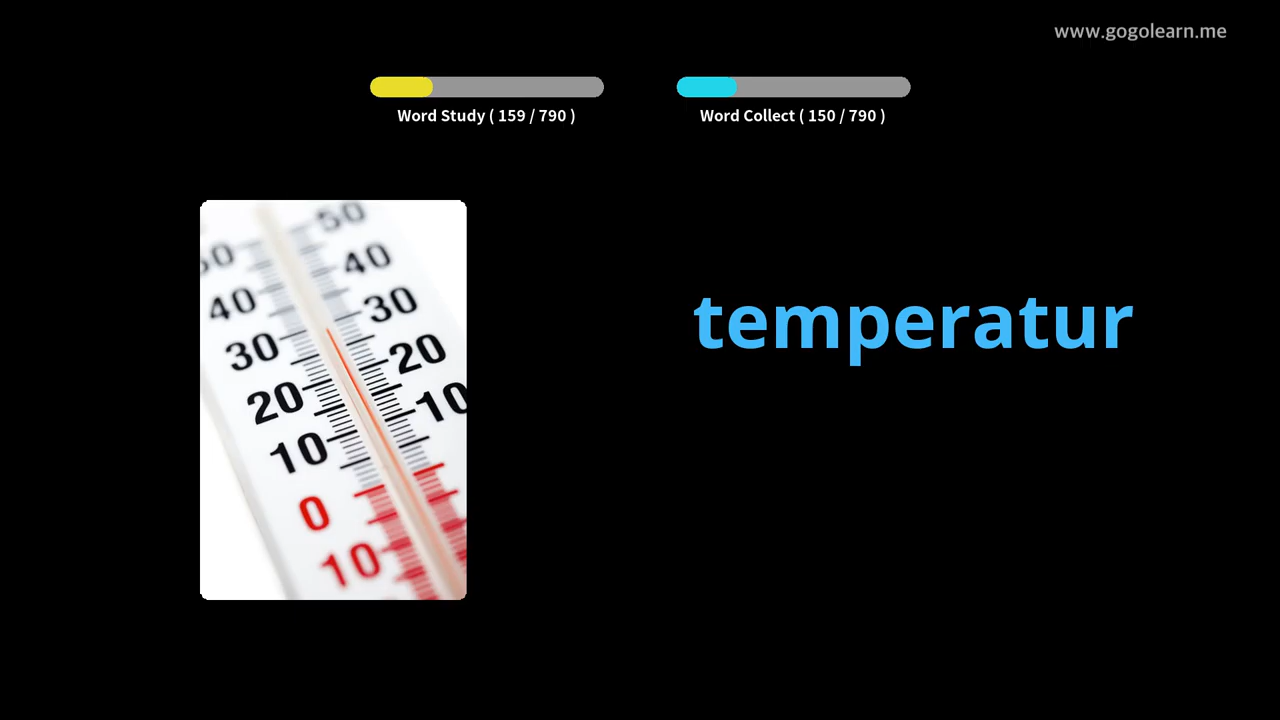 www.gogolearn.me
Word Study ( 159 / 790 )
Word Collect ( 150 / 790 )
temperatur
50
40 40
30 30
20 20
10 10
0
10